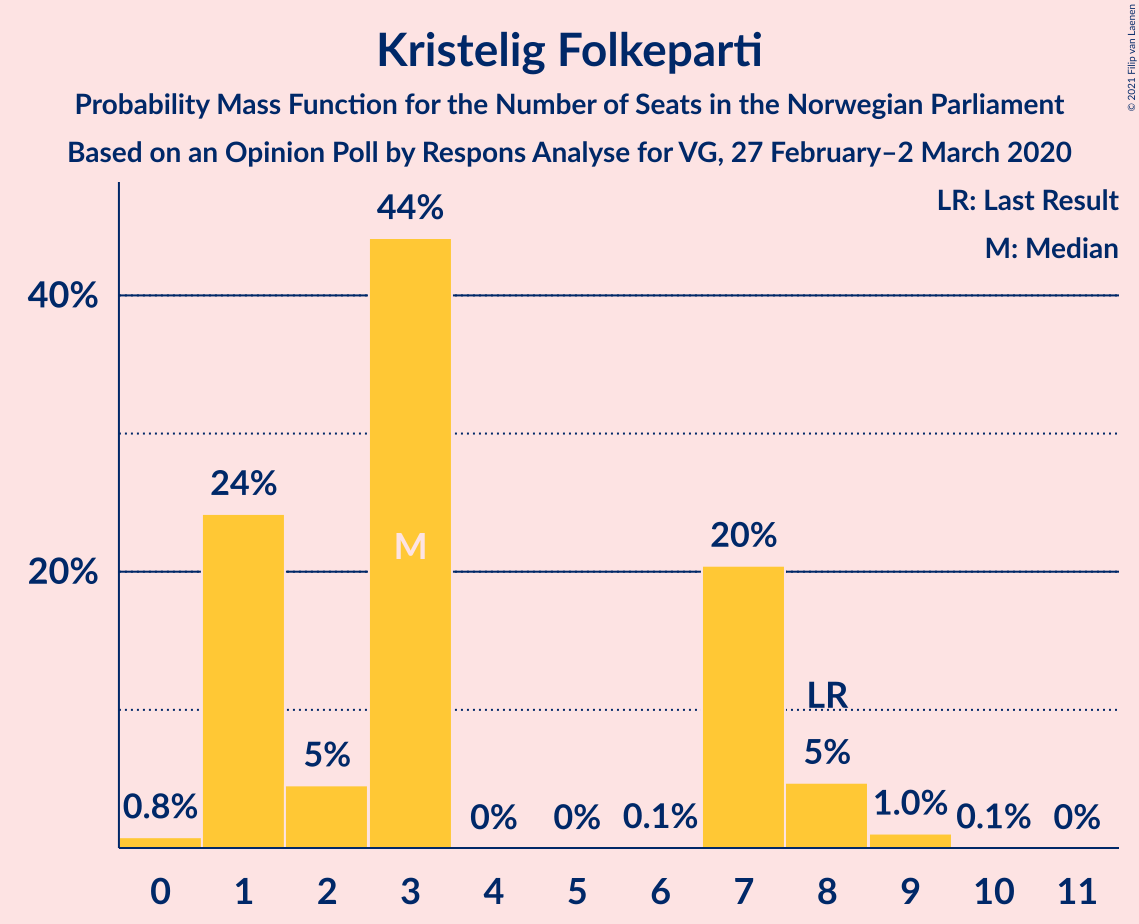 Kristelig Folkeparti
Probability Mass Function for the Number of Seats in the Norwegian Parliament
Based on an Opinion Poll by Respons Analyse for VG, 27 February–2 March 2020
© 2021 Filip van Laenen
LR: Last Result
M: Median
44%
40%
24%
20%
M
20%
LR
5%
5%
0.8%
0%
0%
0.1%
1.0%
0.1%
0%
0 1 2 3 4 5 6 7 8 9 10 11